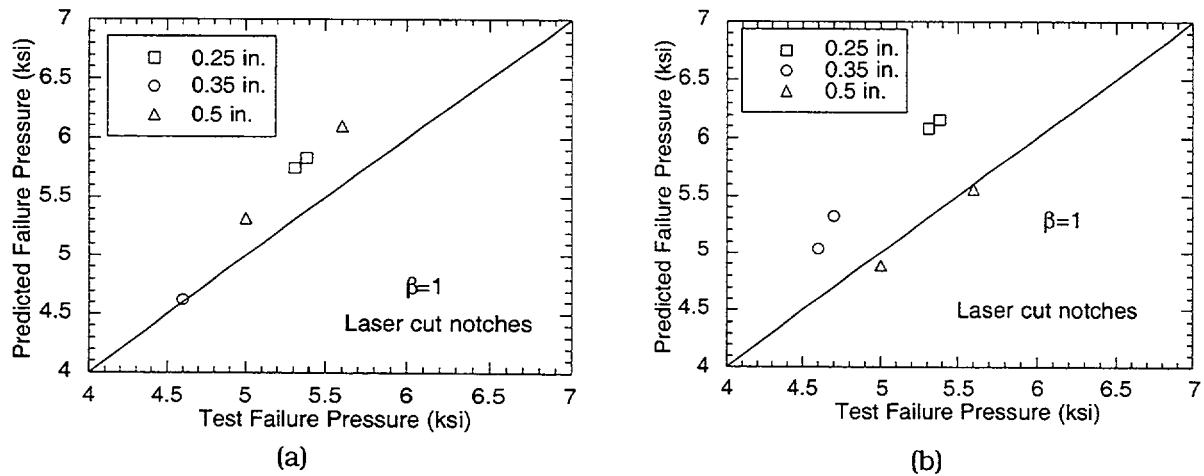 7
6.5
6
5.5
5
4.5
4
Predicted Failure Pressure (ksi)
0.25 in.
0.35 in.
0.5 in.
β=1
Laser cut notches
4 4.5 5 5.5 6 6.5 7
Test Failure Pressure (ksi)
(a)
7
6.5
6
5.5
5
4.5
4
Predicted Failure Pressure (ksi)
0.25 in.
0.35 in.
0.5 in.
β=1
Laser cut notches
4 4.5 5 5.5 6 6.5 7
Test Failure Pressure (ksi)
(b)